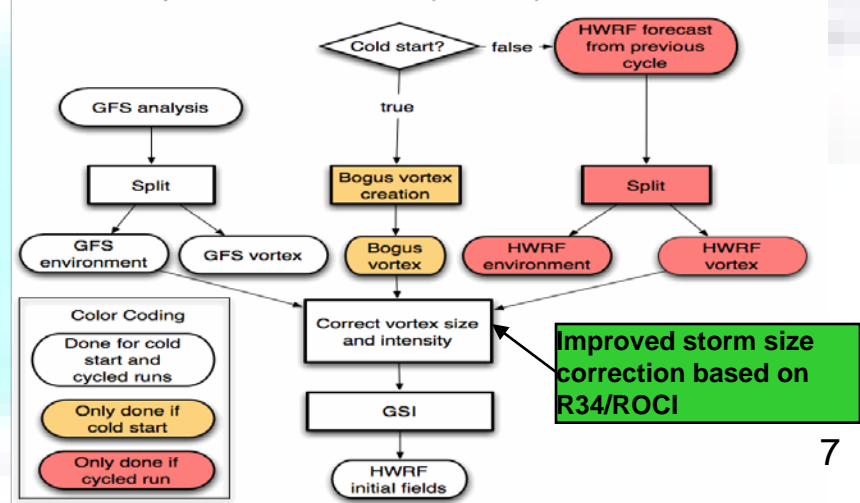 Cold start?
false
HWRF forecast
from previous
cycle
true
GFS analysis
Split
Bogus vortex
creation
Split
GFS
environment
GFS vortex
Bogus
vortex
HWRF
environment
HWRF
vortex
Correct vortex size
and intensity
Improved storm size
correction based on
R34/ROCI
GSI
HWRF
initial fields
Color Coding
Done for cold
start and
cycled runs
Only done if
cold start
Only done if
cycled run
7